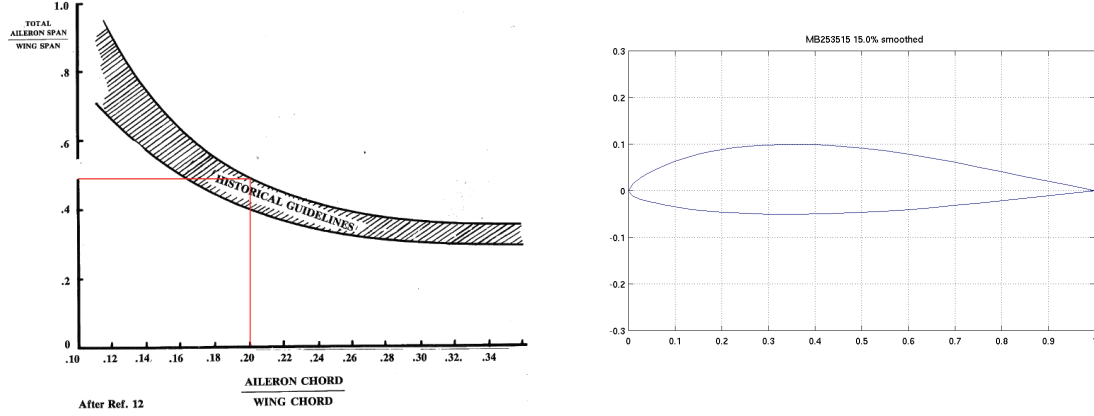 1.0
TOTAL
AILERON SPAN
WING SPAN
.8
.6
.4
.2
0
HISTORICAL GUIDELINES
.10 .12 .14 .16 .18 .20 .22 .24 .26 .28 .30 .32. .34
AILERON CHORD
WING CHORD
After Ref. 12
MB253515 15.0% smoothed
0.3
0.2
0.1
0
-0.1
-0.2
-0.3
0 0.1 0.2 0.3 0.4 0.5 0.6 0.7 0.8 0.9 1